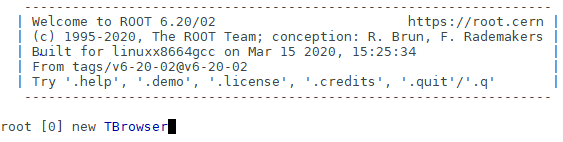 ------------------------------------------------------------------
| Welcome to ROOT 6.20/02                        https://root.cern |
| (c) 1995-2020, The ROOT Team; conception: R. Brun, F. Rademakers |
| Built for linuxx8664gcc on Mar 15 2020, 15:25:34                 |
| From tags/v6-20-02@v6-20-02                                      |
| Try '.help', '.demo', '.license', '.credits', '.quit'/'.q'       |
------------------------------------------------------------------
root [0] new TBrowser